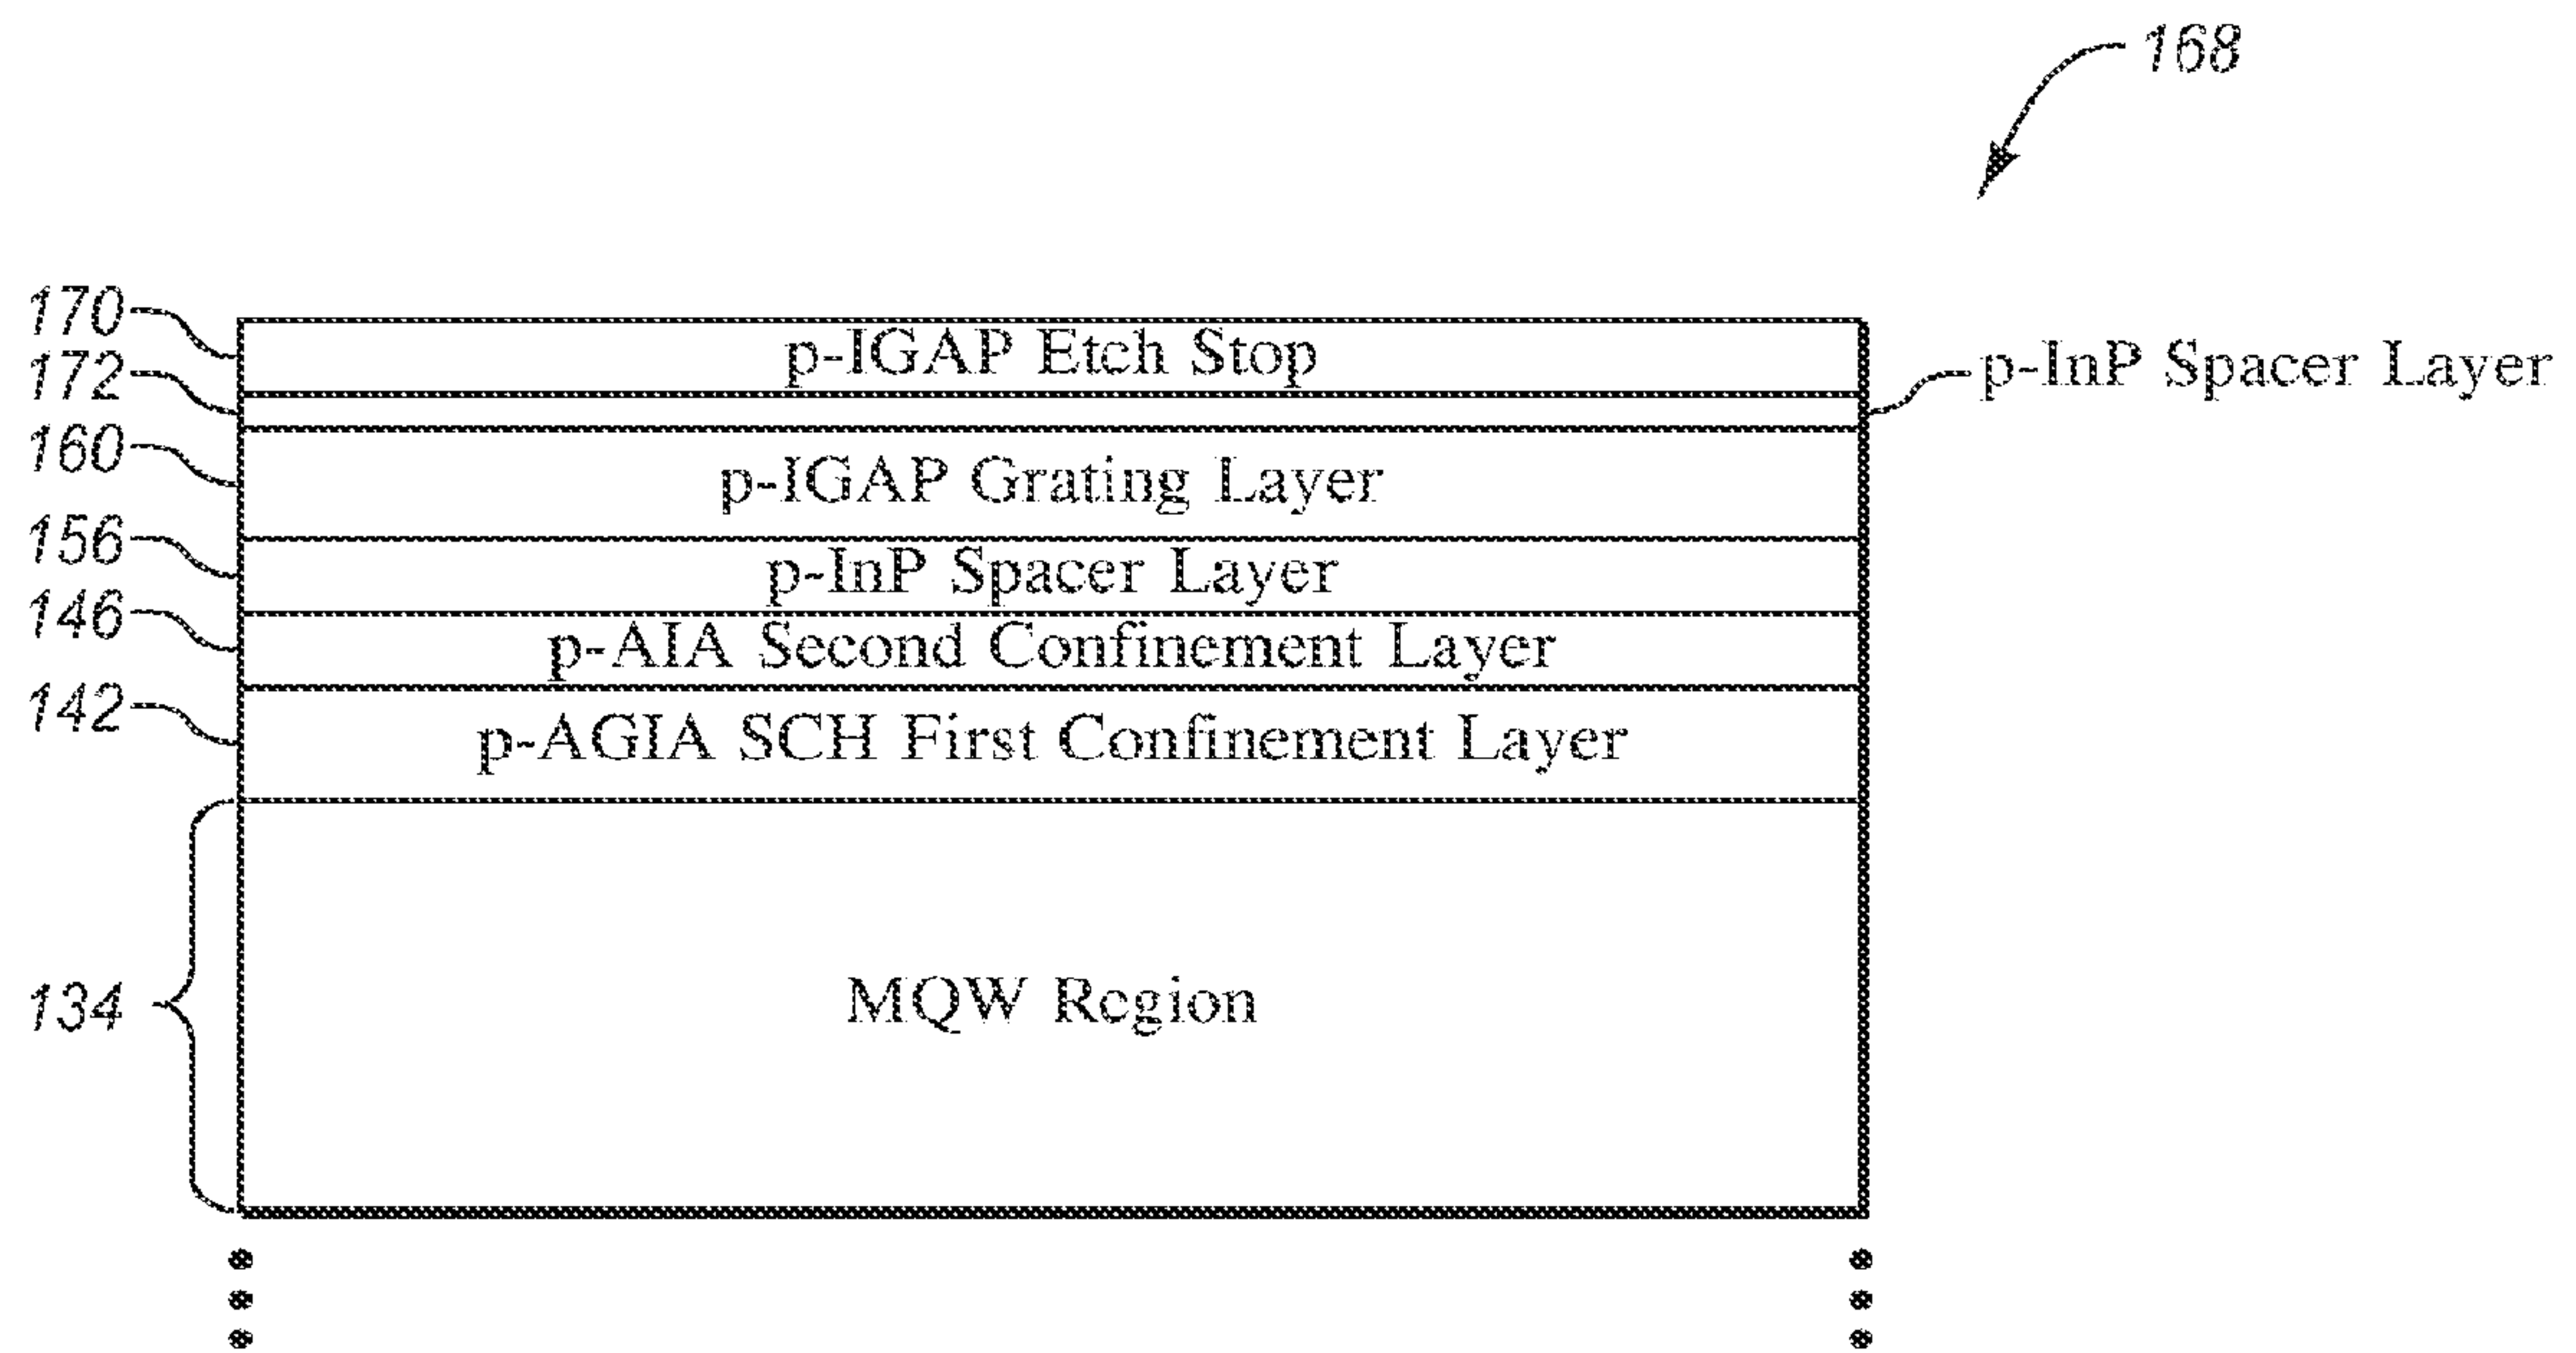 168
170
p-IGAP Etch Stop
172
p-InP Spacer Layer
160
p-IGAP Grating Layer
156
p-InP Spacer Layer
146
p-AIA Second Confinement Layer
142
p-AGIA SCH First Confinement Layer
134
MQW Region